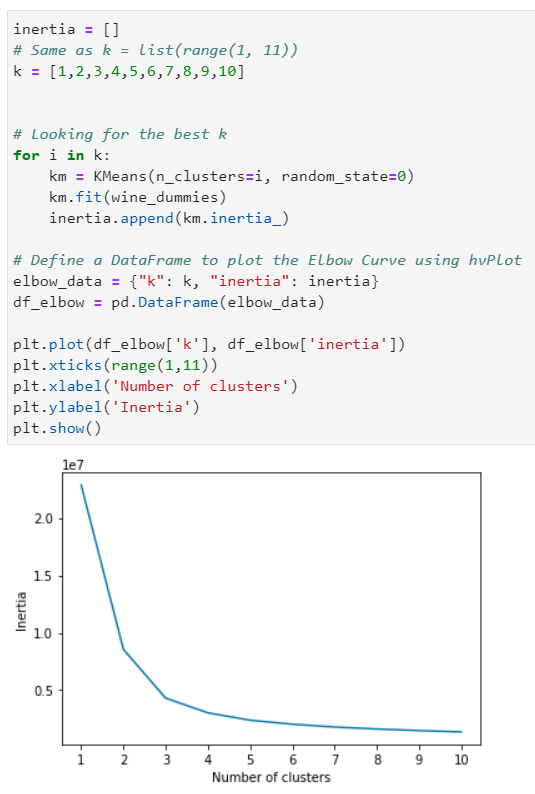 inertia = []
# Same as k = list(range(1, 11))
k = [1,2,3,4,5,6,7,8,9,10]
# Looking for the best k
for i in k:
    km = KMeans(n_clusters=i, random_state=0)
    km.fit(wine_dummies)
    inertia.append(km.inertia_)
# Define a DataFrame to plot the Elbow Curve using hvPlot
elbow_data = {"k": k, "inertia": inertia}
df_elbow = pd.DataFrame(elbow_data)
plt.plot(df_elbow['k'], df_elbow['inertia'])
plt.xticks(range(1,11))
plt.xlabel('Number of clusters')
plt.ylabel('Inertia')
plt.show()
1e7
2.0
1.5
1.0
0.5
Inertia
1 2 3 4 5 6 7 8 9 10
Number of clusters